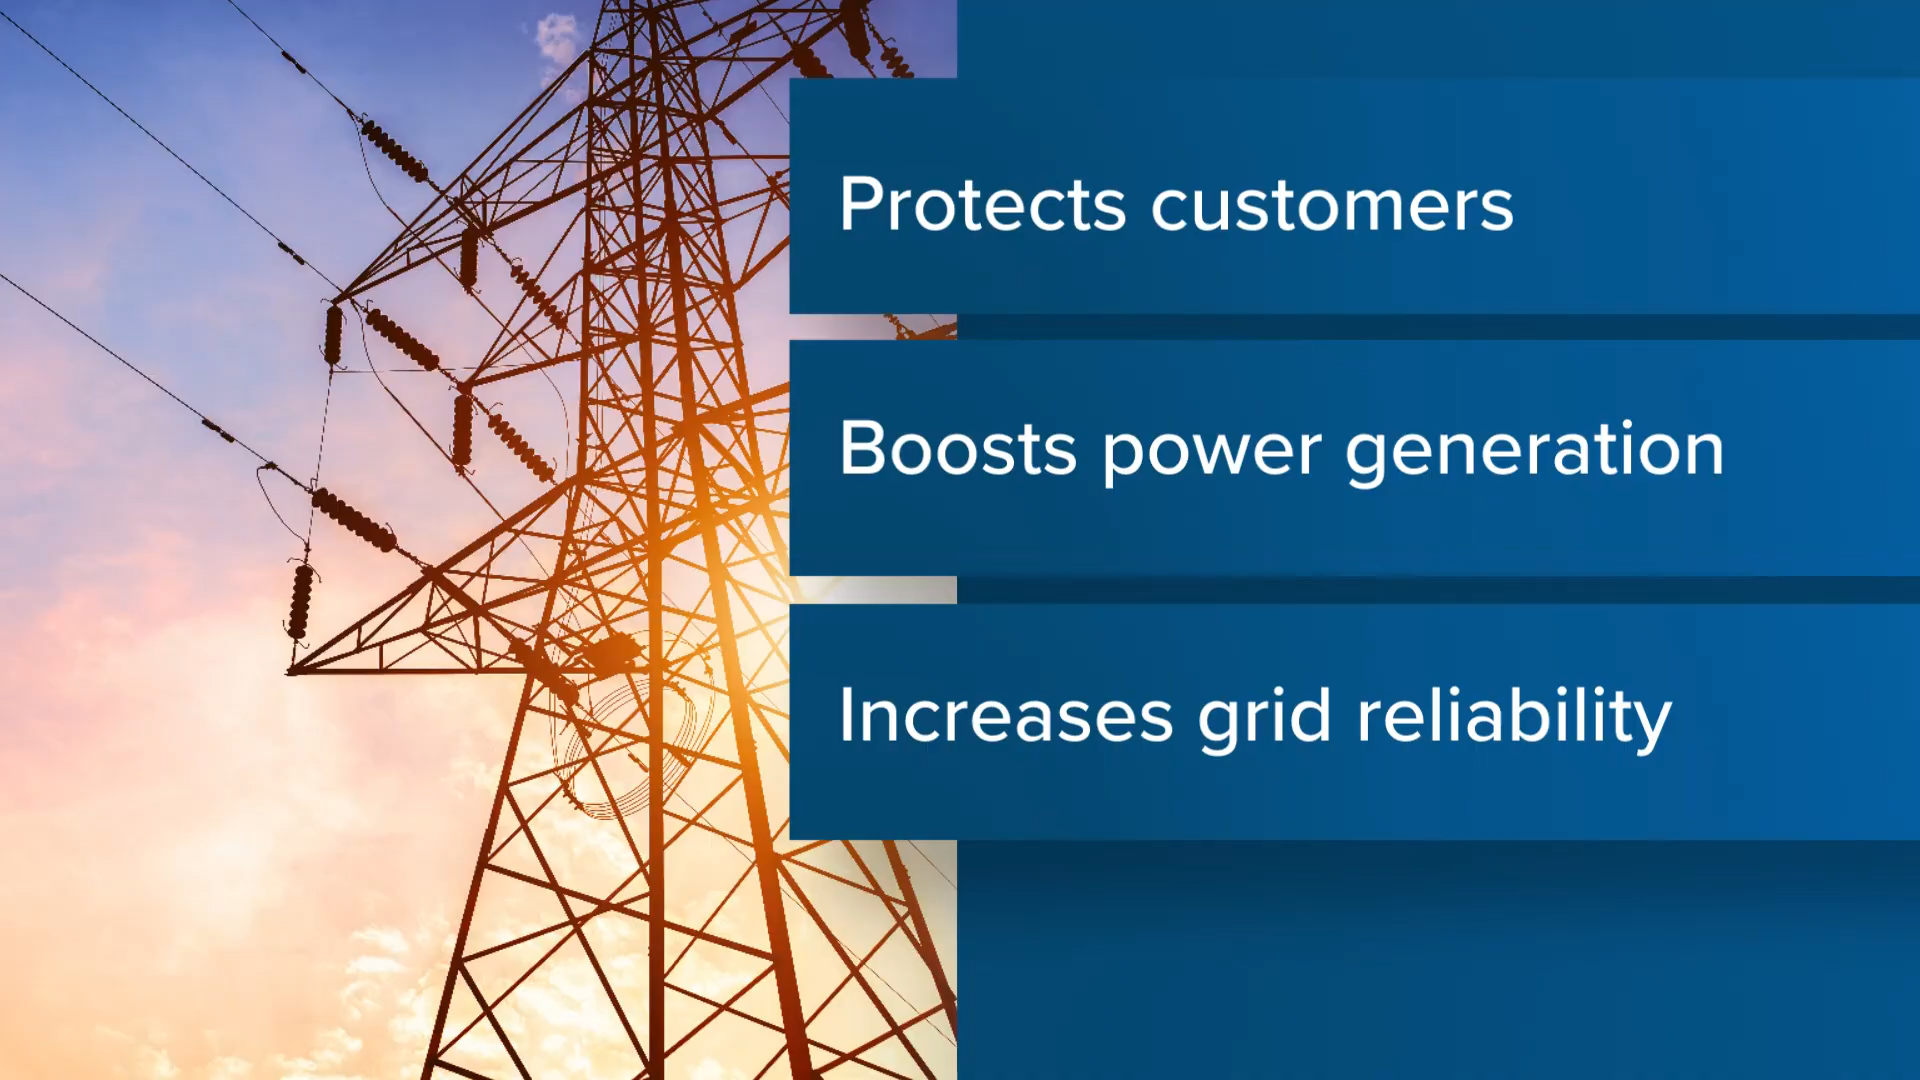 Protects customers
Boosts power generation
Increases grid reliability